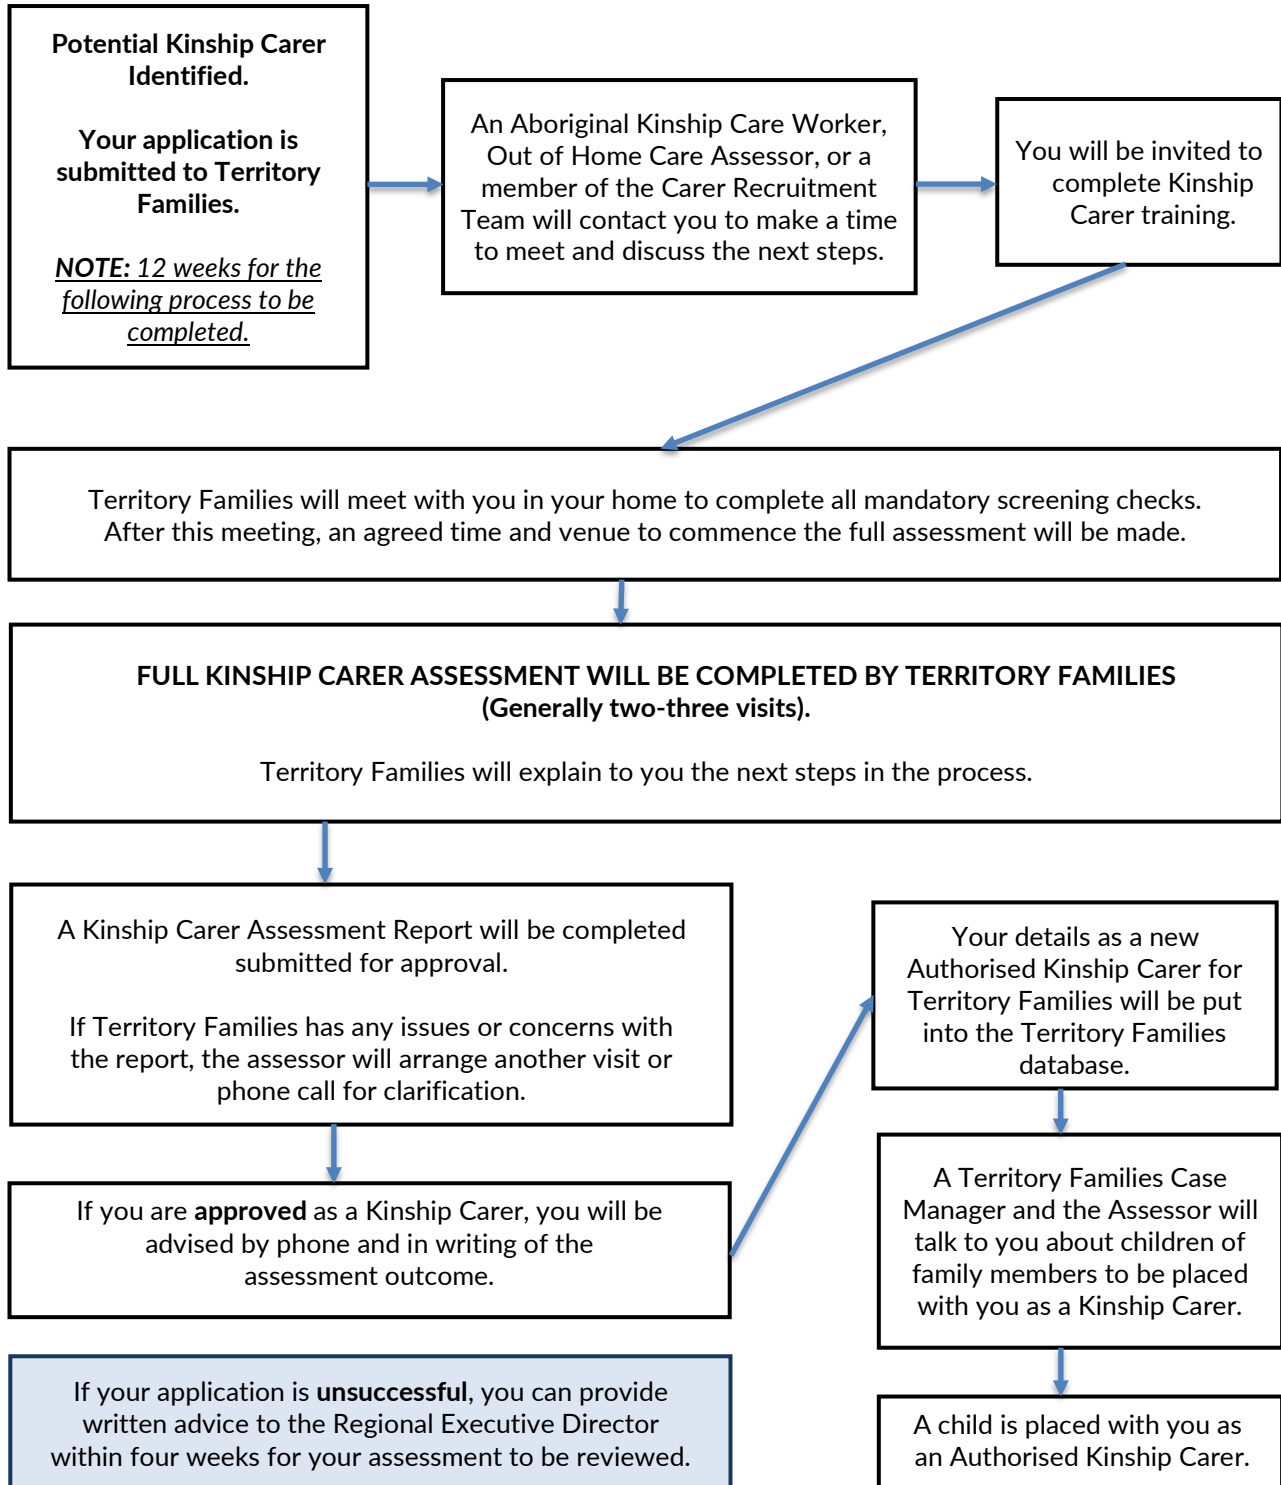 Potential Kinship Carer
Identified.
Your application is
submitted to Territory
Families.
NOTE: 12 weeks for the
following process to be
completed.
An Aboriginal Kinship Care Worker,
Out of Home Care Assessor, or a
member of the Carer Recruitment
Team will contact you to make a time
to meet and discuss the next steps.
You will be invited to
complete Kinship
Carer training.
Territory Families will meet with you in your home to complete all mandatory screening checks.
After this meeting, an agreed time and venue to commence the full assessment will be made.
FULL KINSHIP CARER ASSESSMENT WILL BE COMPLETED BY TERRITORY FAMILIES
(Generally two-three visits).
Territory Families will explain to you the next steps in the process.
A Kinship Carer Assessment Report will be completed
submitted for approval.
If Territory Families has any issues or concerns with
the report, the assessor will arrange another visit or
phone call for clarification.
If you are approved as a Kinship Carer, you will be
advised by phone and in writing of the
assessment outcome.
If your application is unsuccessful, you can provide
written advice to the Regional Executive Director
within four weeks for your assessment to be reviewed.
Your details as a new
Authorised Kinship Carer for
Territory Families will be put
into the Territory Families
database.
A Territory Families Case
Manager and the Assessor will
talk to you about children of
family members to be placed
with you as a Kinship Carer.
A child is placed with you as
an Authorised Kinship Carer.